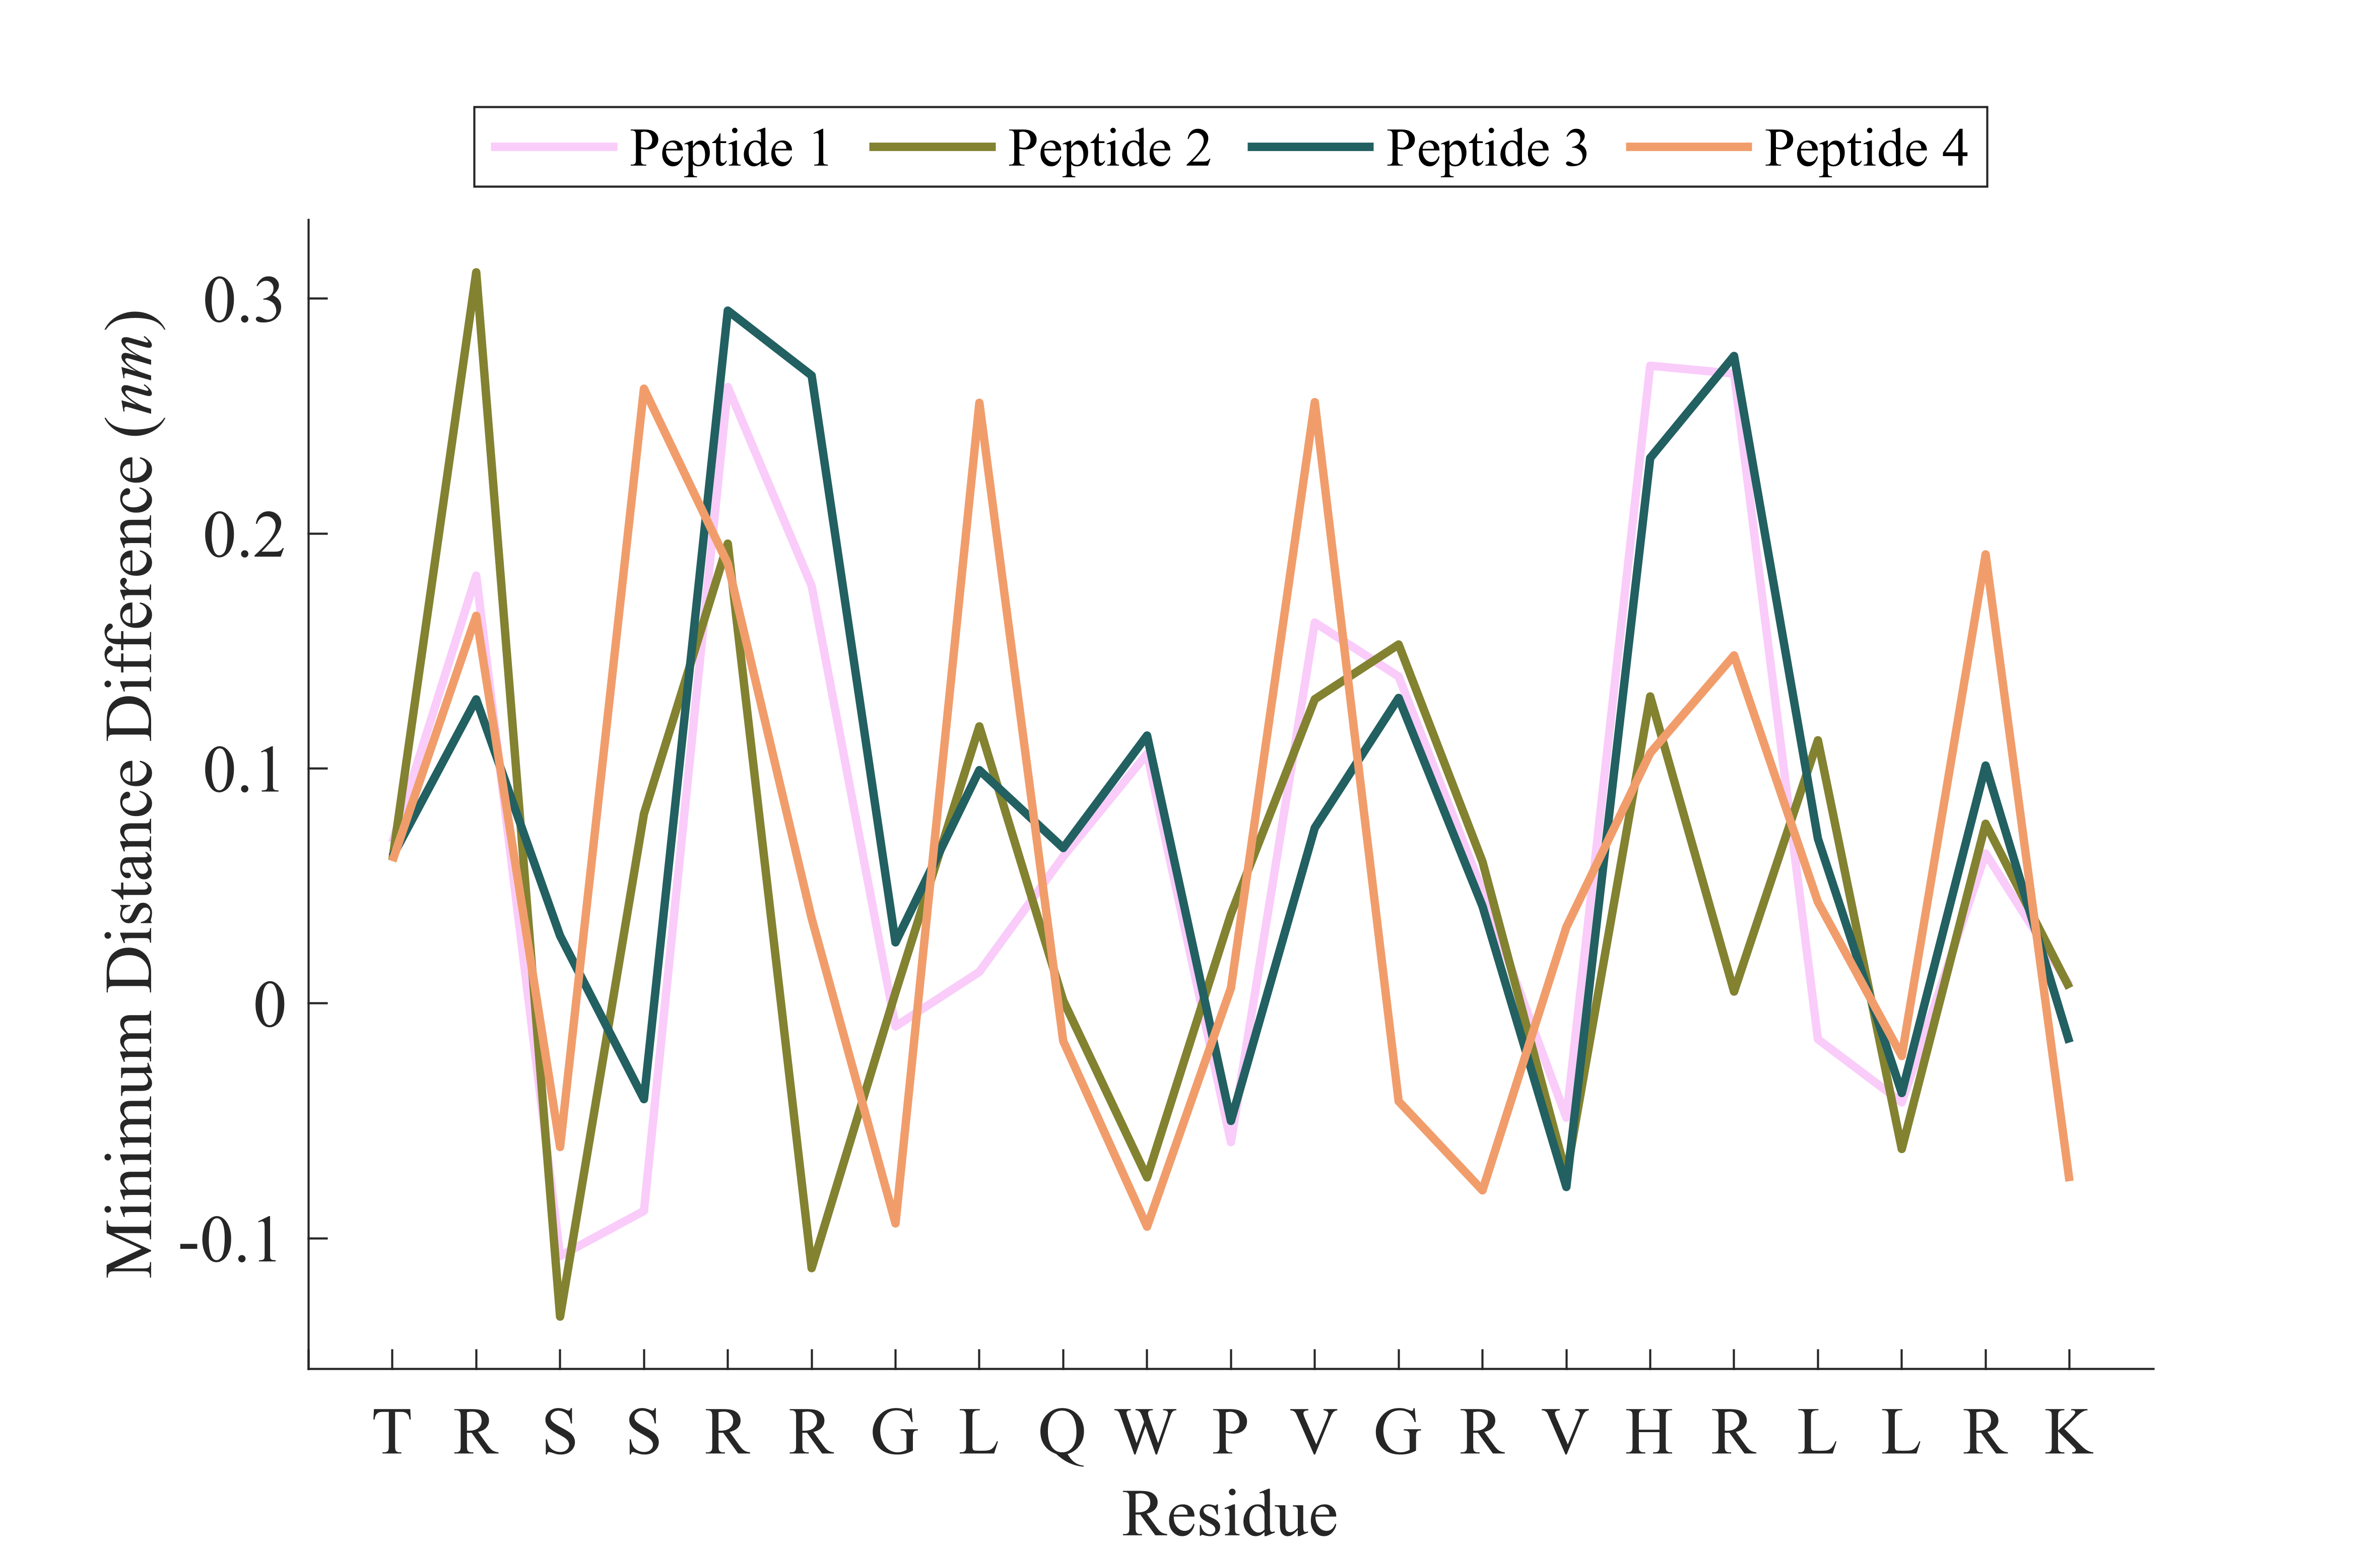 Peptide 1 Peptide 2 Peptide 3 Peptide 4
Minimum Distance Difference (nm)
0.3
0.2
0.1
0
-0.1
T R S S R R G L Q W P V G R V H R L L R K
Residue